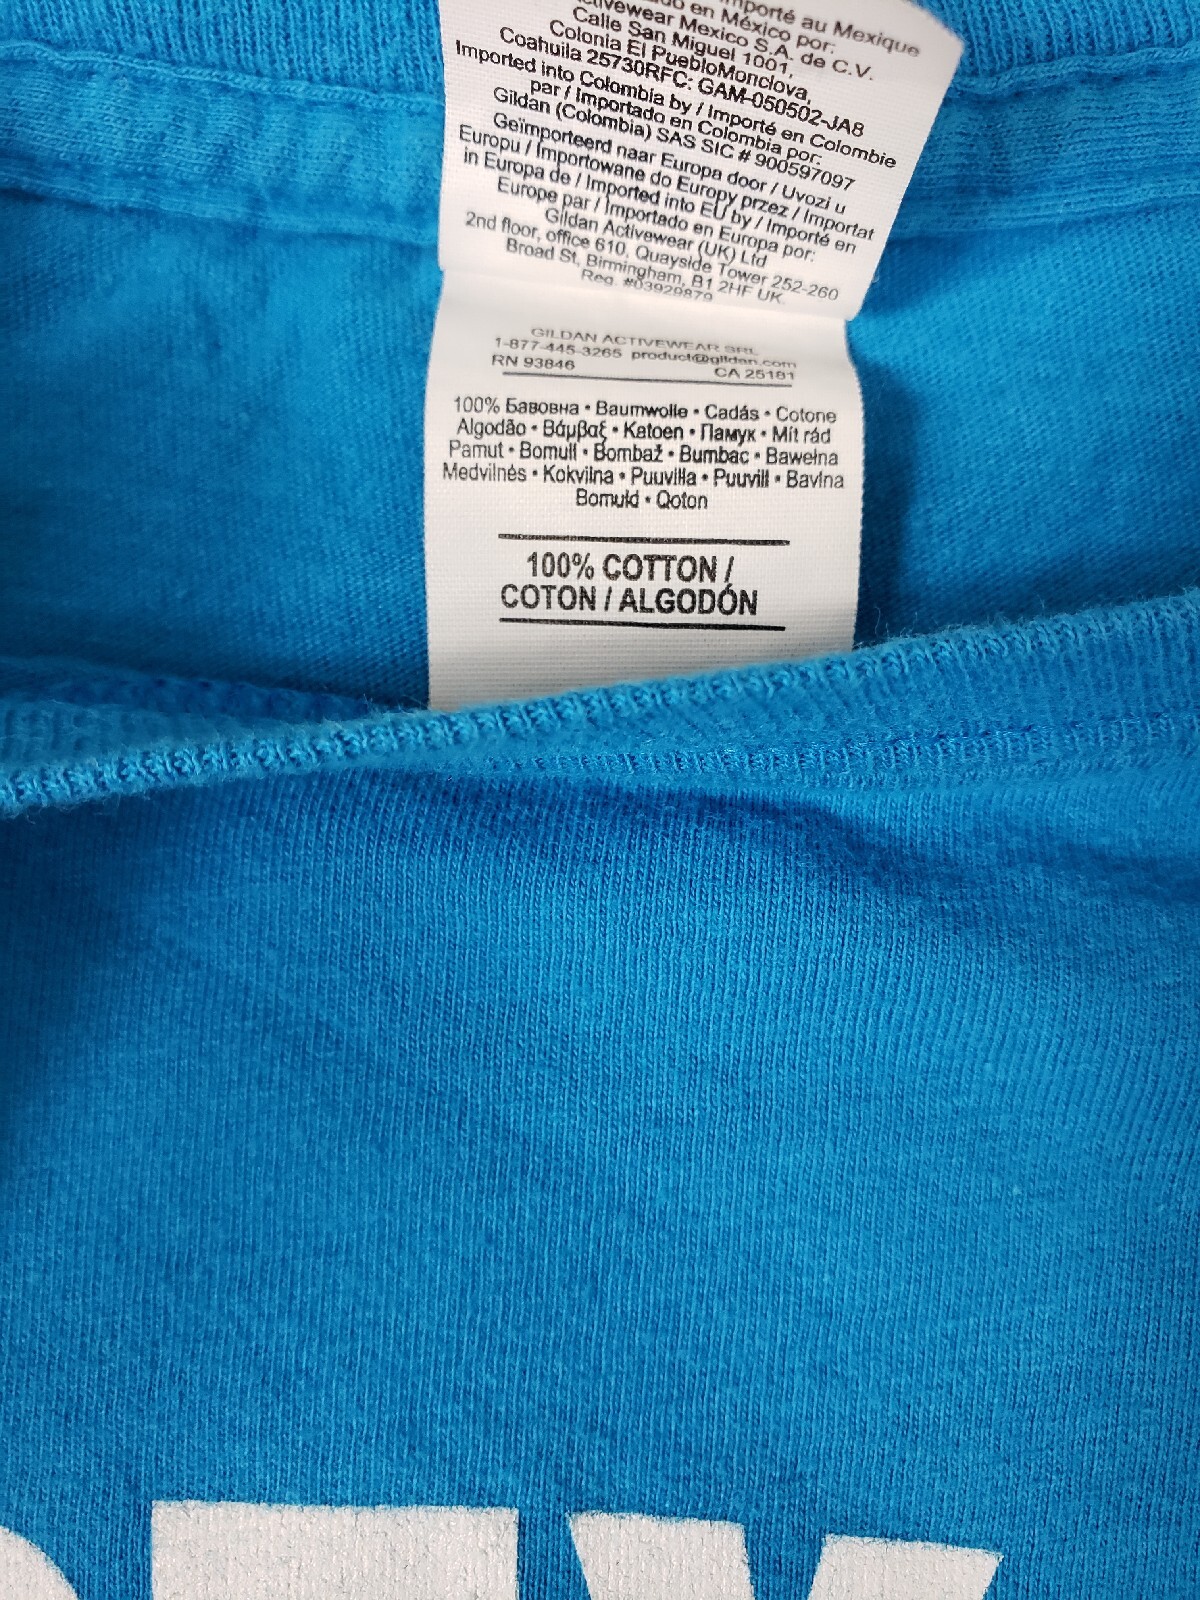 importé au Mexique
en México por:
Activewear Mexico S.A. de C.V.
Calle San Miguel 1001,
Colonia El PuebloMonclova,
Coahuila 25730RFC: GAM-050502-JA8
Imported into Colombia by / Importé en Colombie
par / Importado en Colombia por:
Gildan (Colombia) SAS SIC # 900597097
Geïmporteerd naar Europa door / Uvozi u
Europu / Importowane do Europy przez / Importat
in Europa de / Imported into EU by / Importé en
Europe par / Importado en Europa por:
Gildan Activewear (UK) Ltd
2nd floor, office 610, Quayside Tower 252-260
Broad St, Birmingham, B1 2HF UK.
Reg. #03929879
GILDAN ACTIVEWEAR SRL
1-877-445-3265 product@gildan.com
RN 93846 CA 25181
100% Бавовна • Baumwolle • Cadás • Cotone
Algodão • Βάμβαξ • Katoen • Памук • Mit rád
Pamut • Bomull • Bombaž • Bumbac • Bawełna
Medvilnės • Kokvilna • Puuvilla • Puuvill • Bavlna
Bomuld • Qoton
100% COTTON /
COTON / ALGODÓN